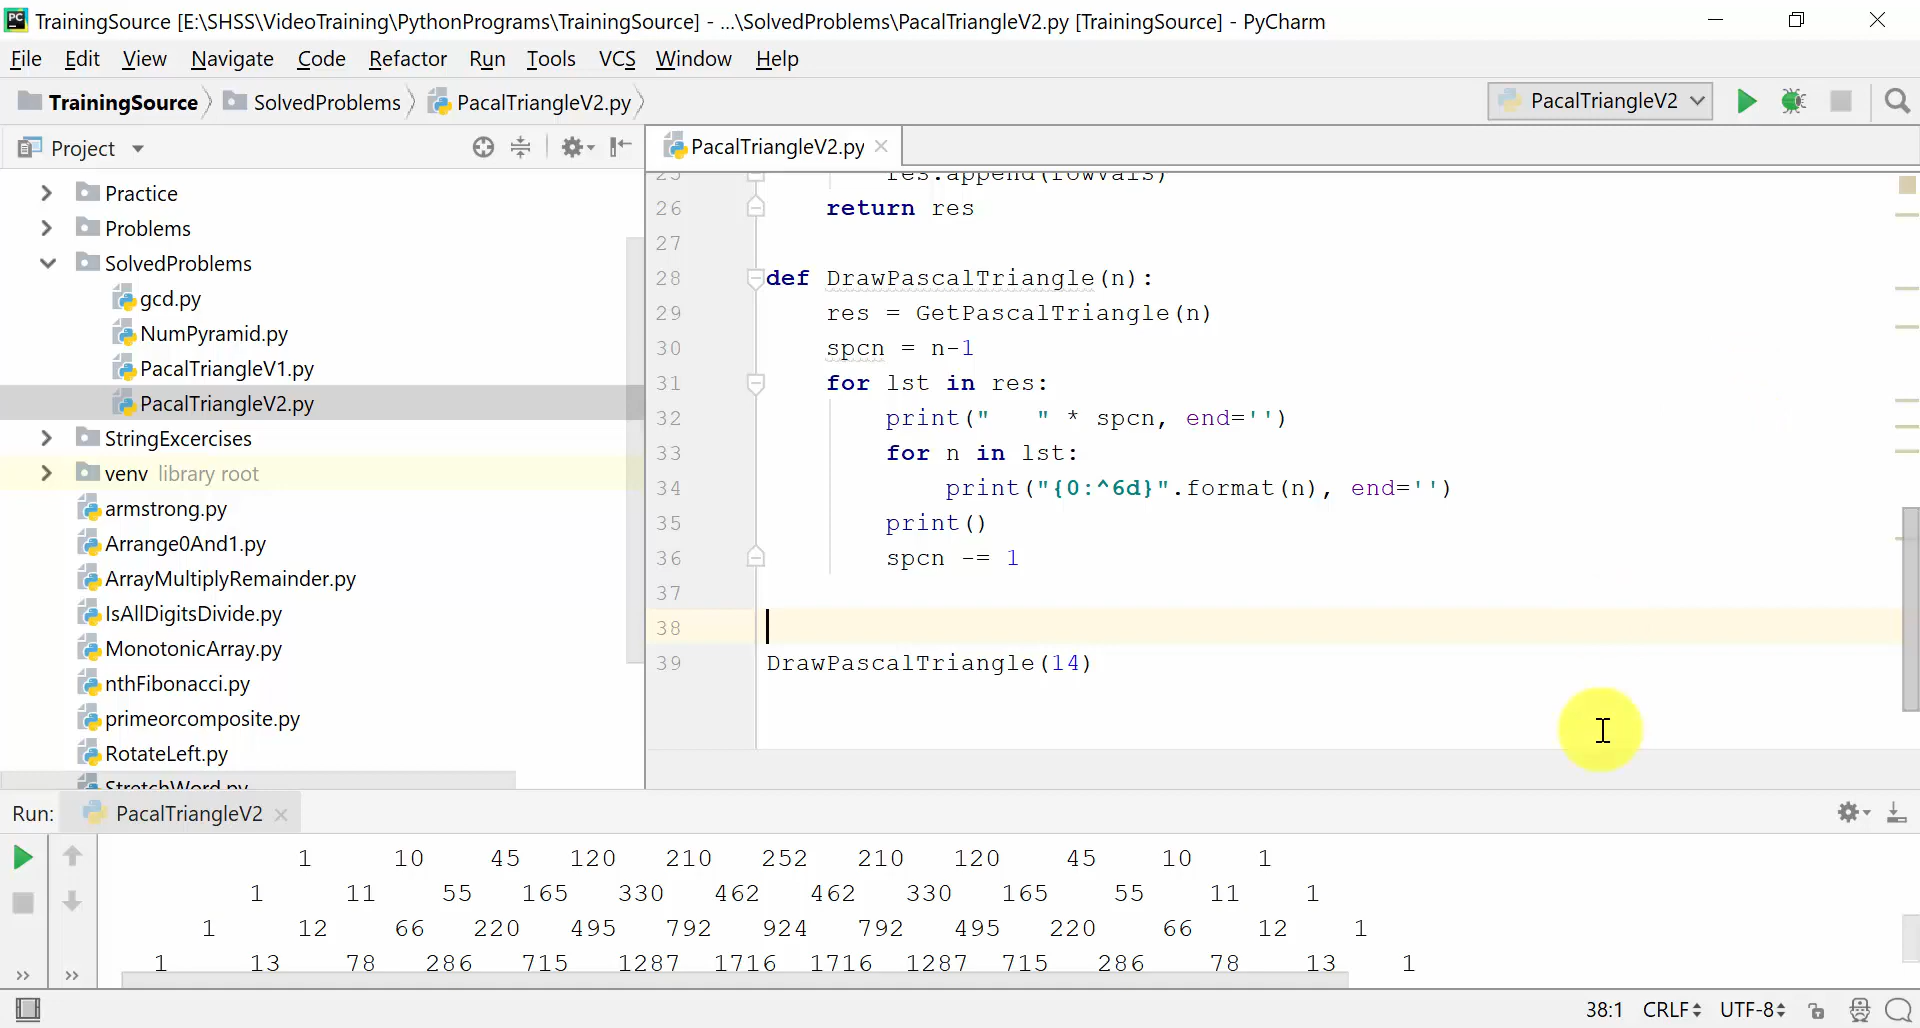 TrainingSource [E:\SHSS\VideoTraining\PythonPrograms\TrainingSource] - ...\SolvedProblems\PacalTriangleV2.py [TrainingSource] - PyCharm
File Edit View Navigate Code Refactor Run Tools VCS Window Help
TrainingSource SolvedProblems PacalTriangleV2.py PacalTriangleV2
Project
Practice
Problems
SolvedProblems
gcd.py
NumPyramid.py
PacalTriangleV1.py
PacalTriangleV2.py
StringExcercises
venv library root
armstrong.py
Arrange0And1.py
ArrayMultiplyRemainder.py
IsAllDigitsDivide.py
MonotonicArray.py
nthFibonacci.py
primeorcomposite.py
RotateLeft.py
StretchWord.py
PacalTriangleV2.py
25 res.append(rowvals)
26 return res
27
28 def DrawPascalTriangle(n):
29 res = GetPascalTriangle(n)
30 spcn = n-1
31 for lst in res:
32 print("   " * spcn, end='')
33 for n in lst:
34 print("{0:^6d}".format(n), end='')
35 print()
36 spcn -= 1
37
38
39 DrawPascalTriangle(14)
Run: PacalTriangleV2
1 10 45 120 210 252 210 120 45 10 1
1 11 55 165 330 462 462 330 165 55 11 1
1 12 66 220 495 792 924 792 495 220 66 12 1
1 13 78 286 715 1287 1716 1716 1287 715 286 78 13 1
38:1 CRLF UTF-8